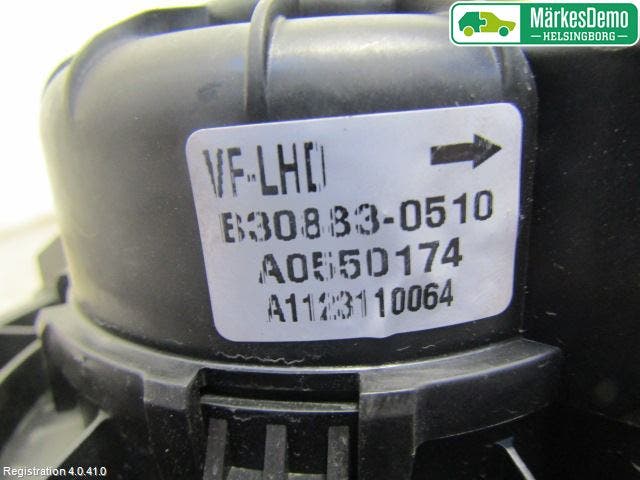 MärkesDemo
HELSINGBORG
VF-LHD
B30883-0510
A0550174
A1123110064
Registration 4.0.41.0